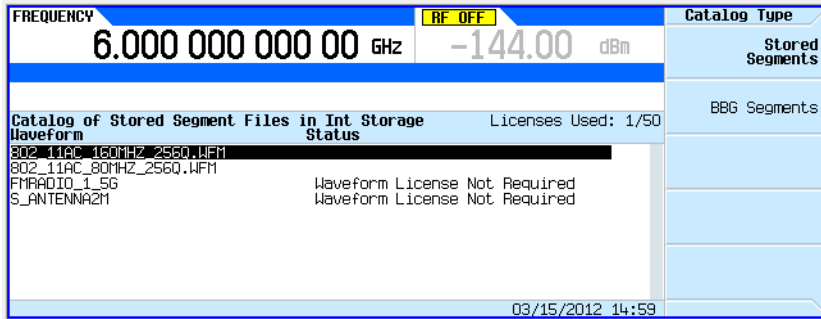 FREQUENCY
RF OFF
6.000 000 000 00 GHz
-144.00 dBm
Catalog Type
Stored
Segments
BBG Segments
Catalog of Stored Segment Files in Int Storage
Licenses Used: 1/50
Waveform Status
802_11AC_160MHZ_256Q.WFM
802_11AC_80MHZ_256Q.WFM
FMRADIO_1_5G Waveform License Not Required
S_ANTENNA2M Waveform License Not Required
03/15/2012 14:59